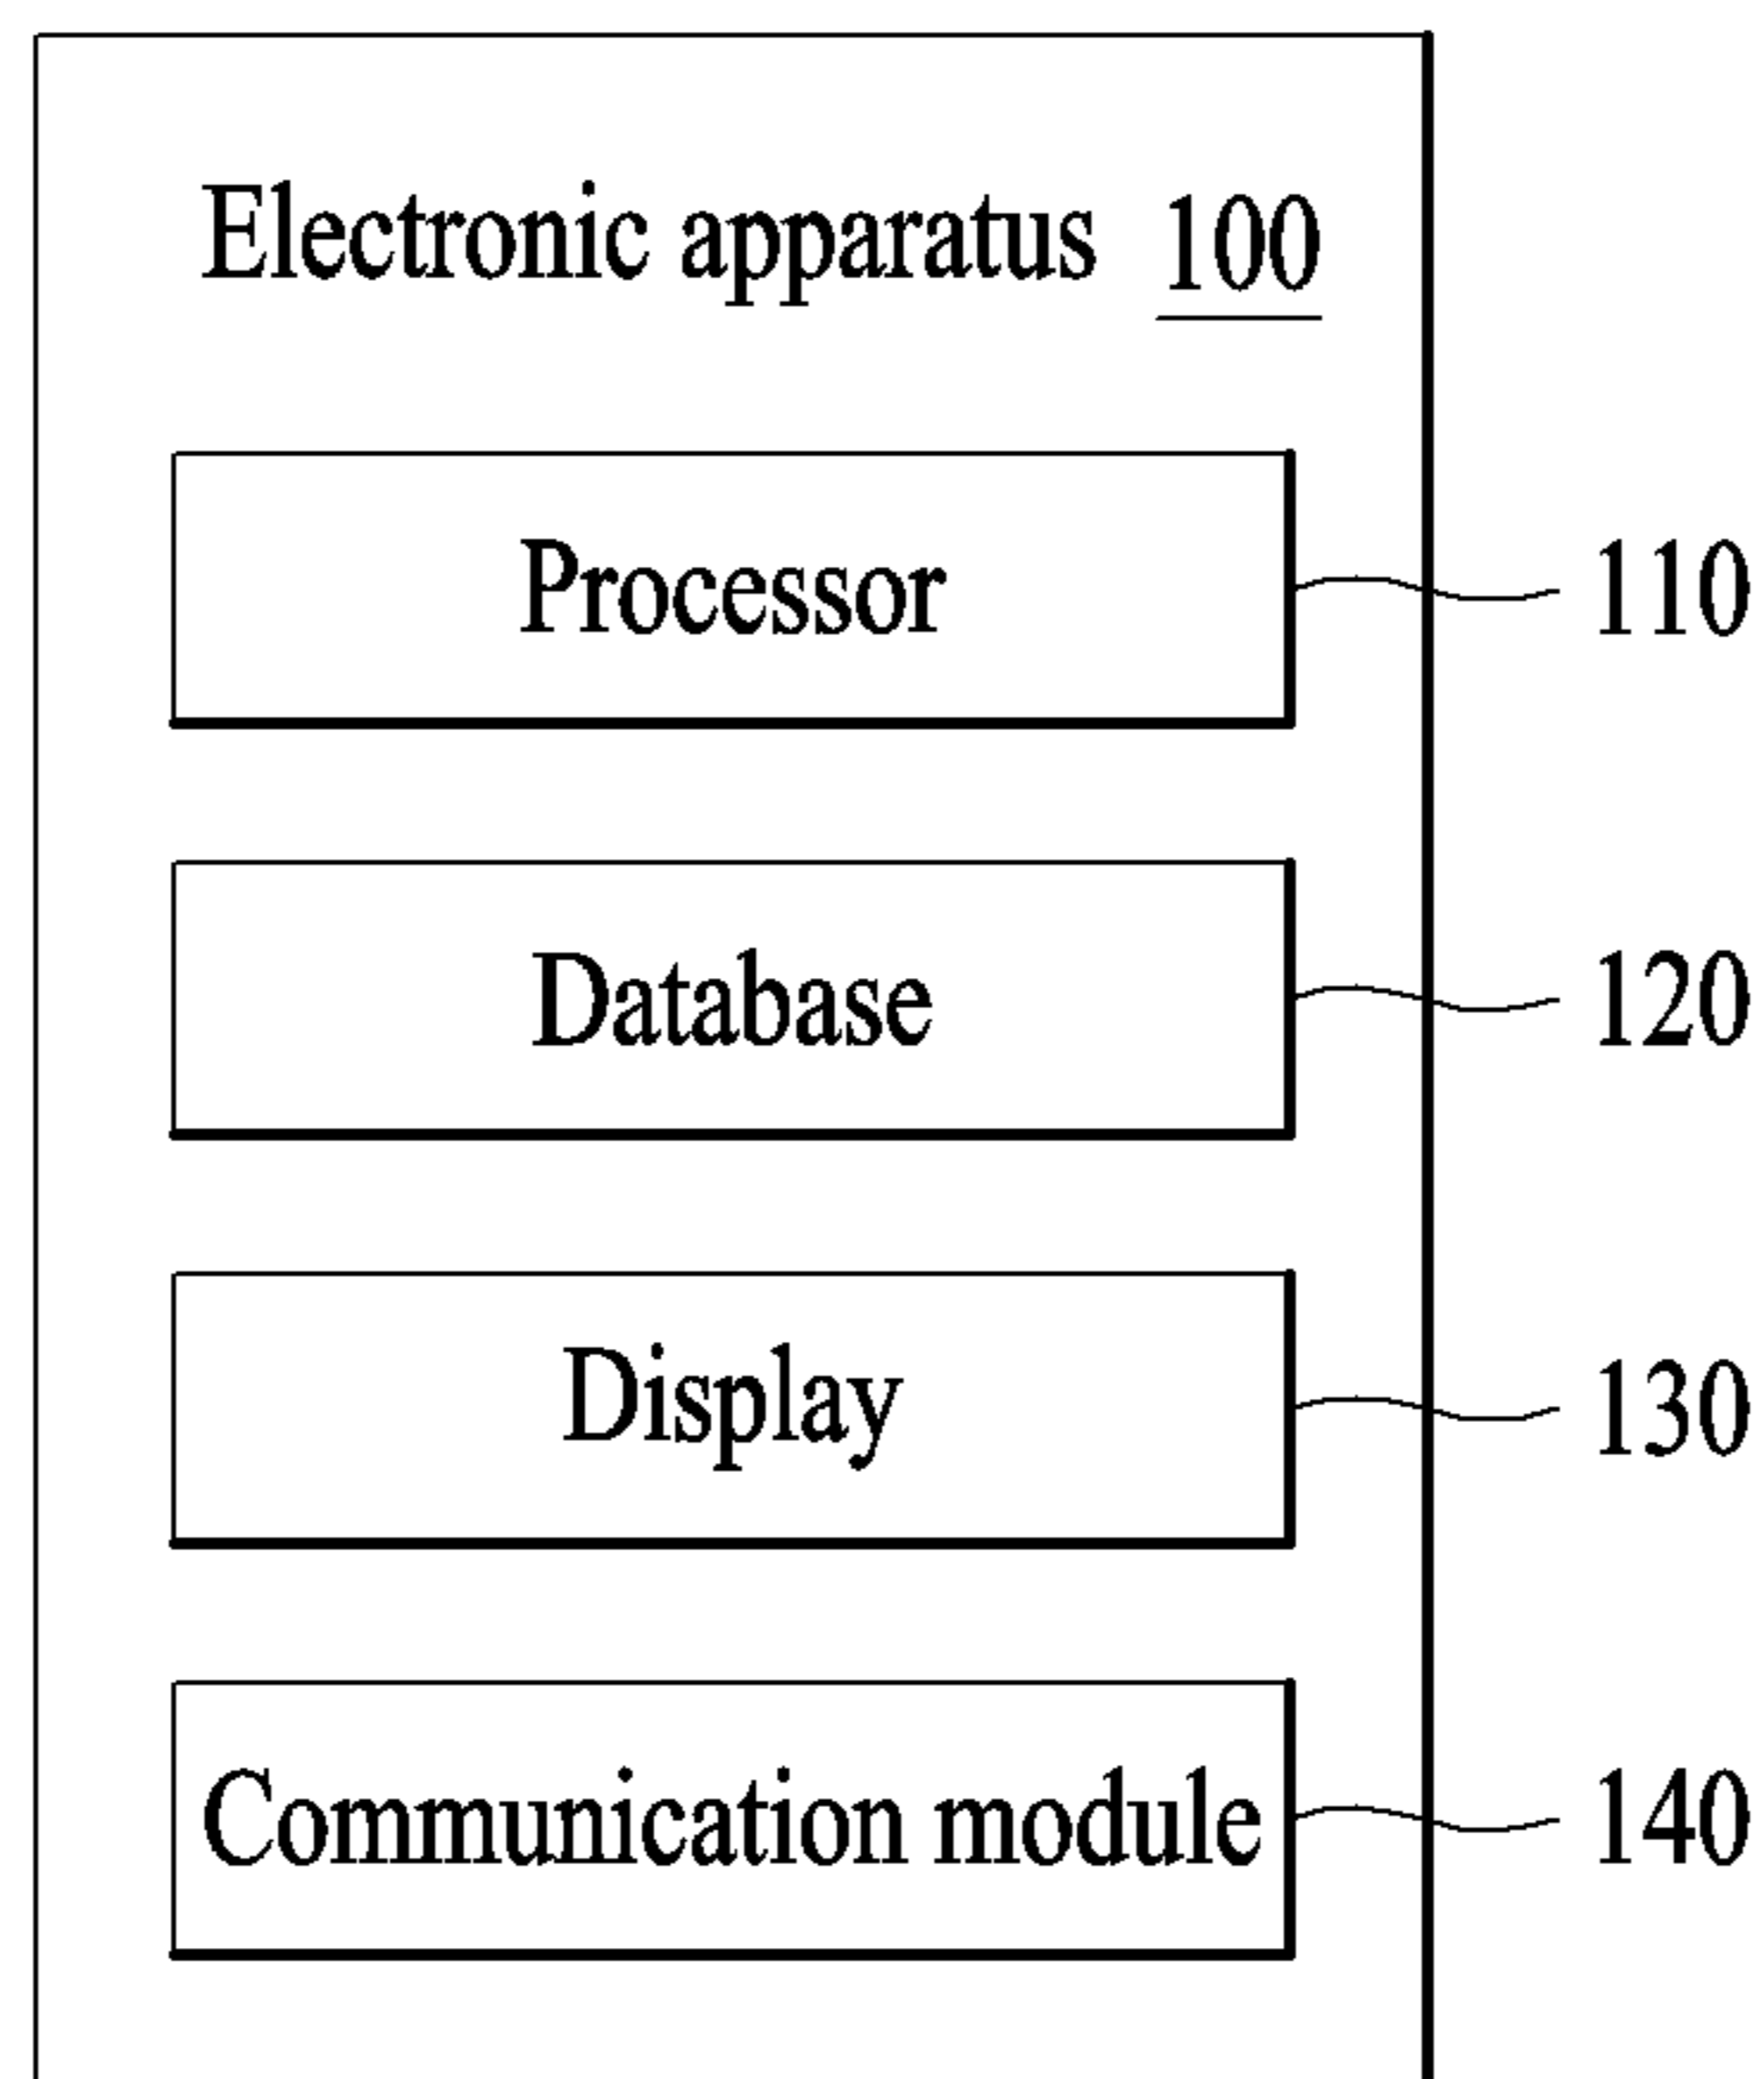 Electronic apparatus 100
Processor 110
Database 120
Display 130
Communication module 140